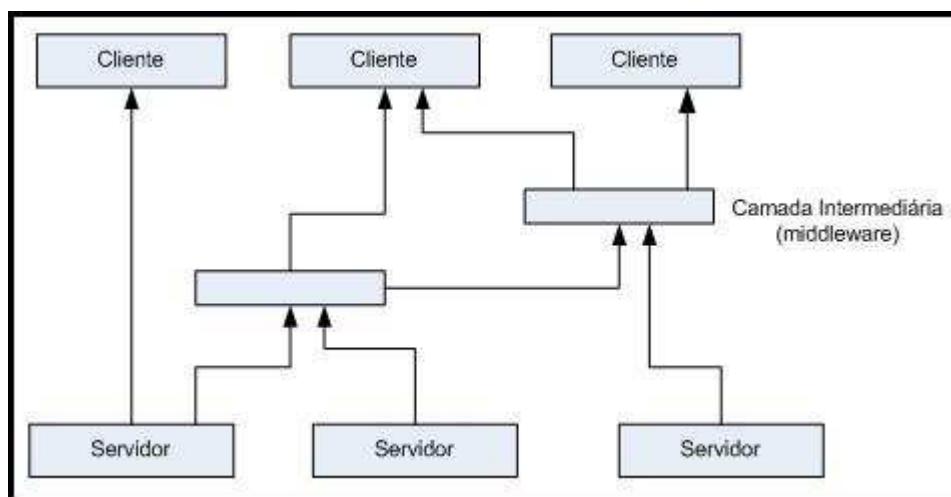 Cliente
Cliente
Cliente
Camada Intermediária
(middleware)
Servidor
Servidor
Servidor